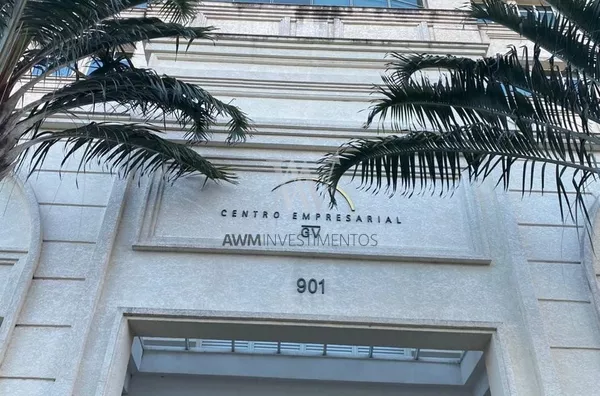 CENTRO EMPRESARIAL
GV
AWMINVESTIMENTOS
901